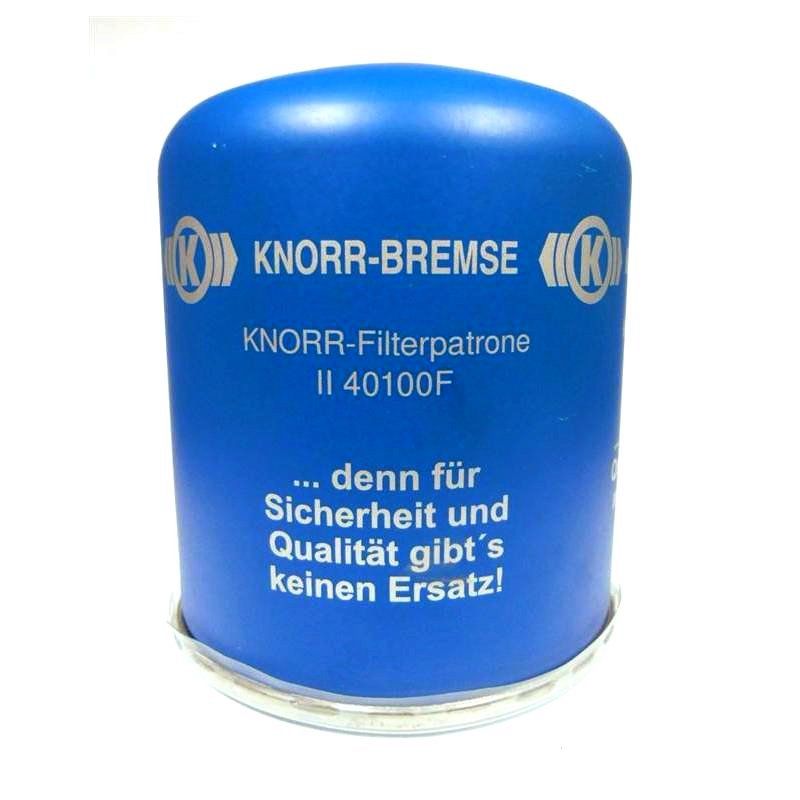 K KNORR-BREMSE K
KNORR-Filterpatrone
II 40100F
... denn für
Sicherheit und
Qualität gibt´s
keinen Ersatz!